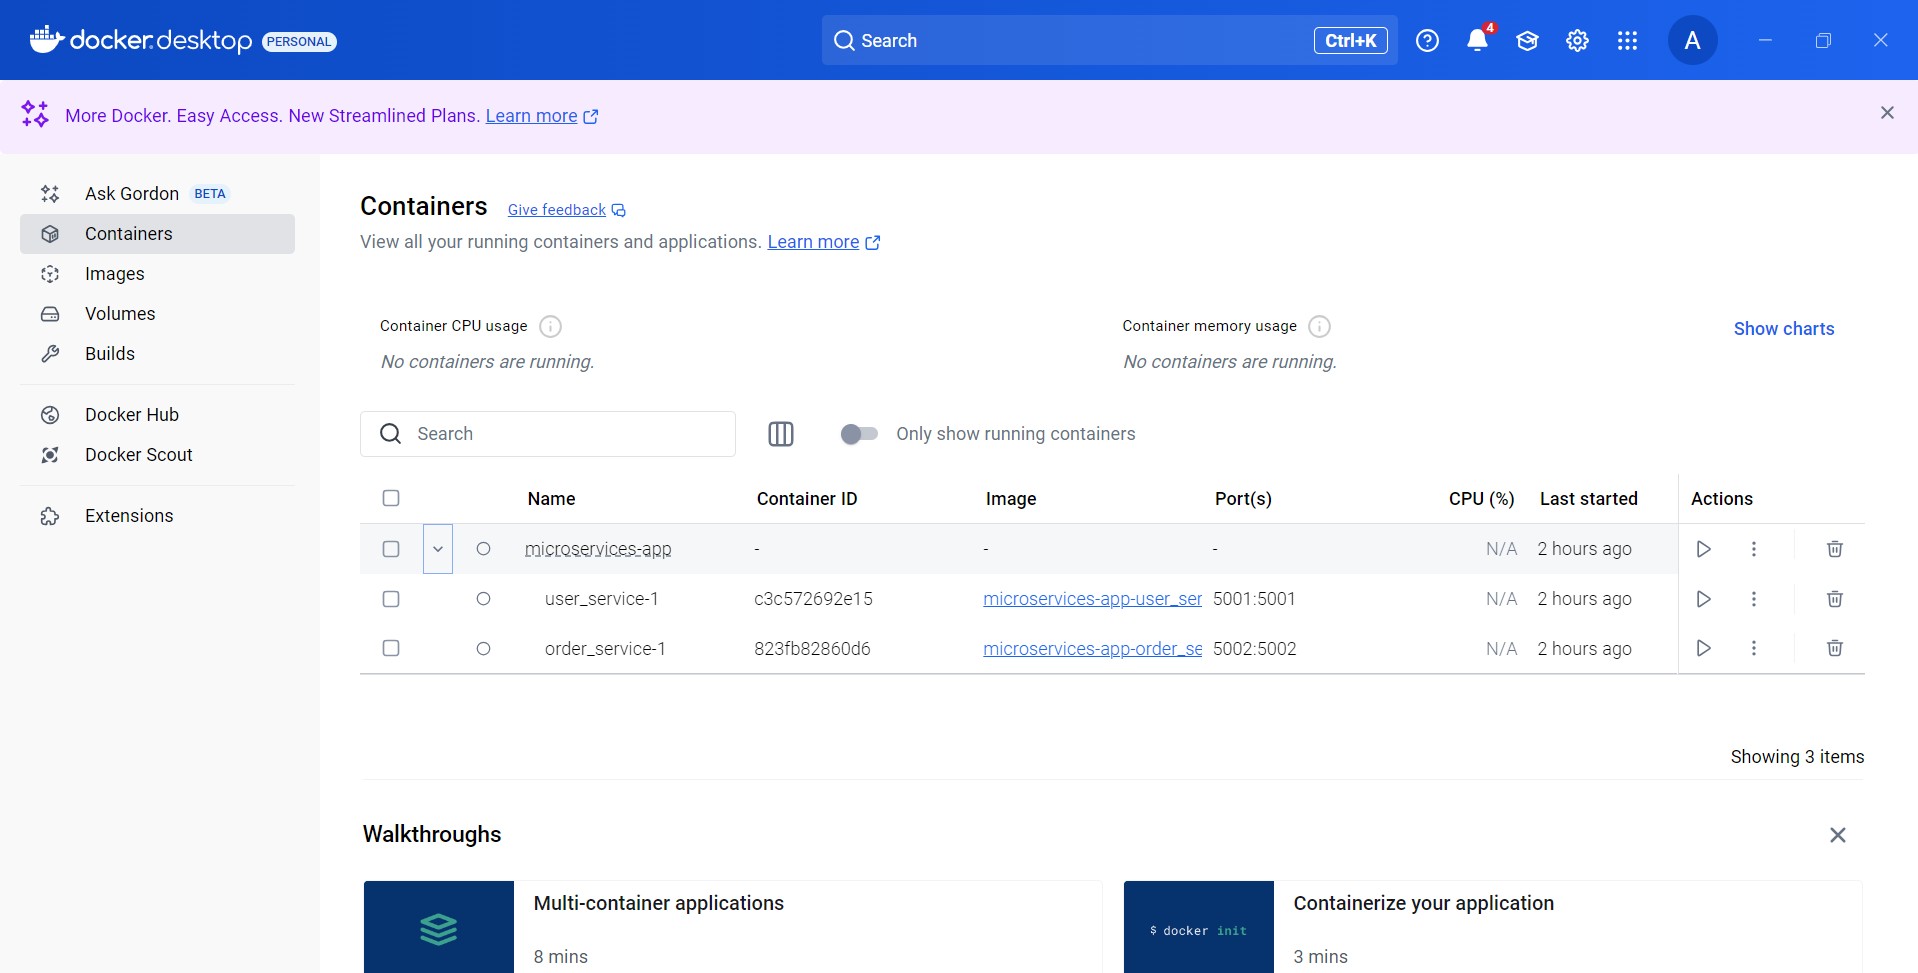 docker.desktop PERSONAL
Search Ctrl+K
4
A
More Docker. Easy Access. New Streamlined Plans. Learn more
Ask Gordon BETA
Containers
Images
Volumes
Builds
Docker Hub
Docker Scout
Extensions
Containers Give feedback
View all your running containers and applications. Learn more
Container CPU usage
No containers are running.
Container memory usage
No containers are running.
Show charts
Search
Only show running containers
Name Container ID Image Port(s) CPU (%) Last started Actions
microservices-app - - - N/A 2 hours ago
user_service-1 c3c572692e15 microservices-app-user_ser 5001:5001 N/A 2 hours ago
order_service-1 823fb82860d6 microservices-app-order_se 5002:5002 N/A 2 hours ago
Showing 3 items
Walkthroughs
Multi-container applications
8 mins
$ docker init
Containerize your application
3 mins